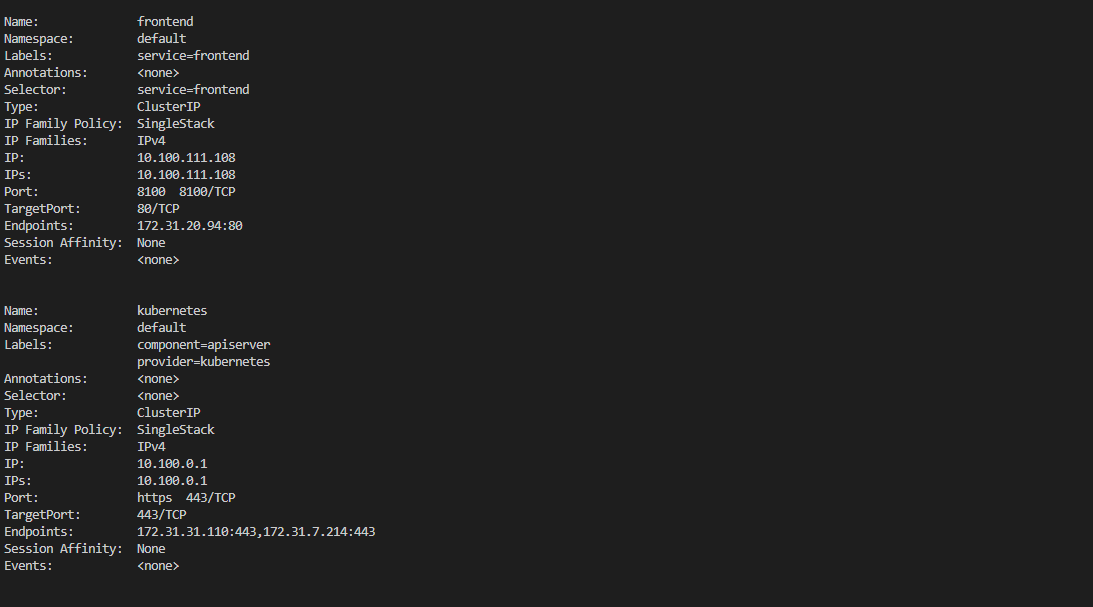 Name: frontend
Namespace: default
Labels: service=frontend
Annotations: <none>
Selector: service=frontend
Type: ClusterIP
IP Family Policy: SingleStack
IP Families: IPv4
IP: 10.100.111.108
IPs: 10.100.111.108
Port: 8100 8100/TCP
TargetPort: 80/TCP
Endpoints: 172.31.20.94:80
Session Affinity: None
Events: <none>
Name: kubernetes
Namespace: default
Labels: component=apiserver
provider=kubernetes
Annotations: <none>
Selector: <none>
Type: ClusterIP
IP Family Policy: SingleStack
IP Families: IPv4
IP: 10.100.0.1
IPs: 10.100.0.1
Port: https 443/TCP
TargetPort: 443/TCP
Endpoints: 172.31.31.110:443,172.31.7.214:443
Session Affinity: None
Events: <none>